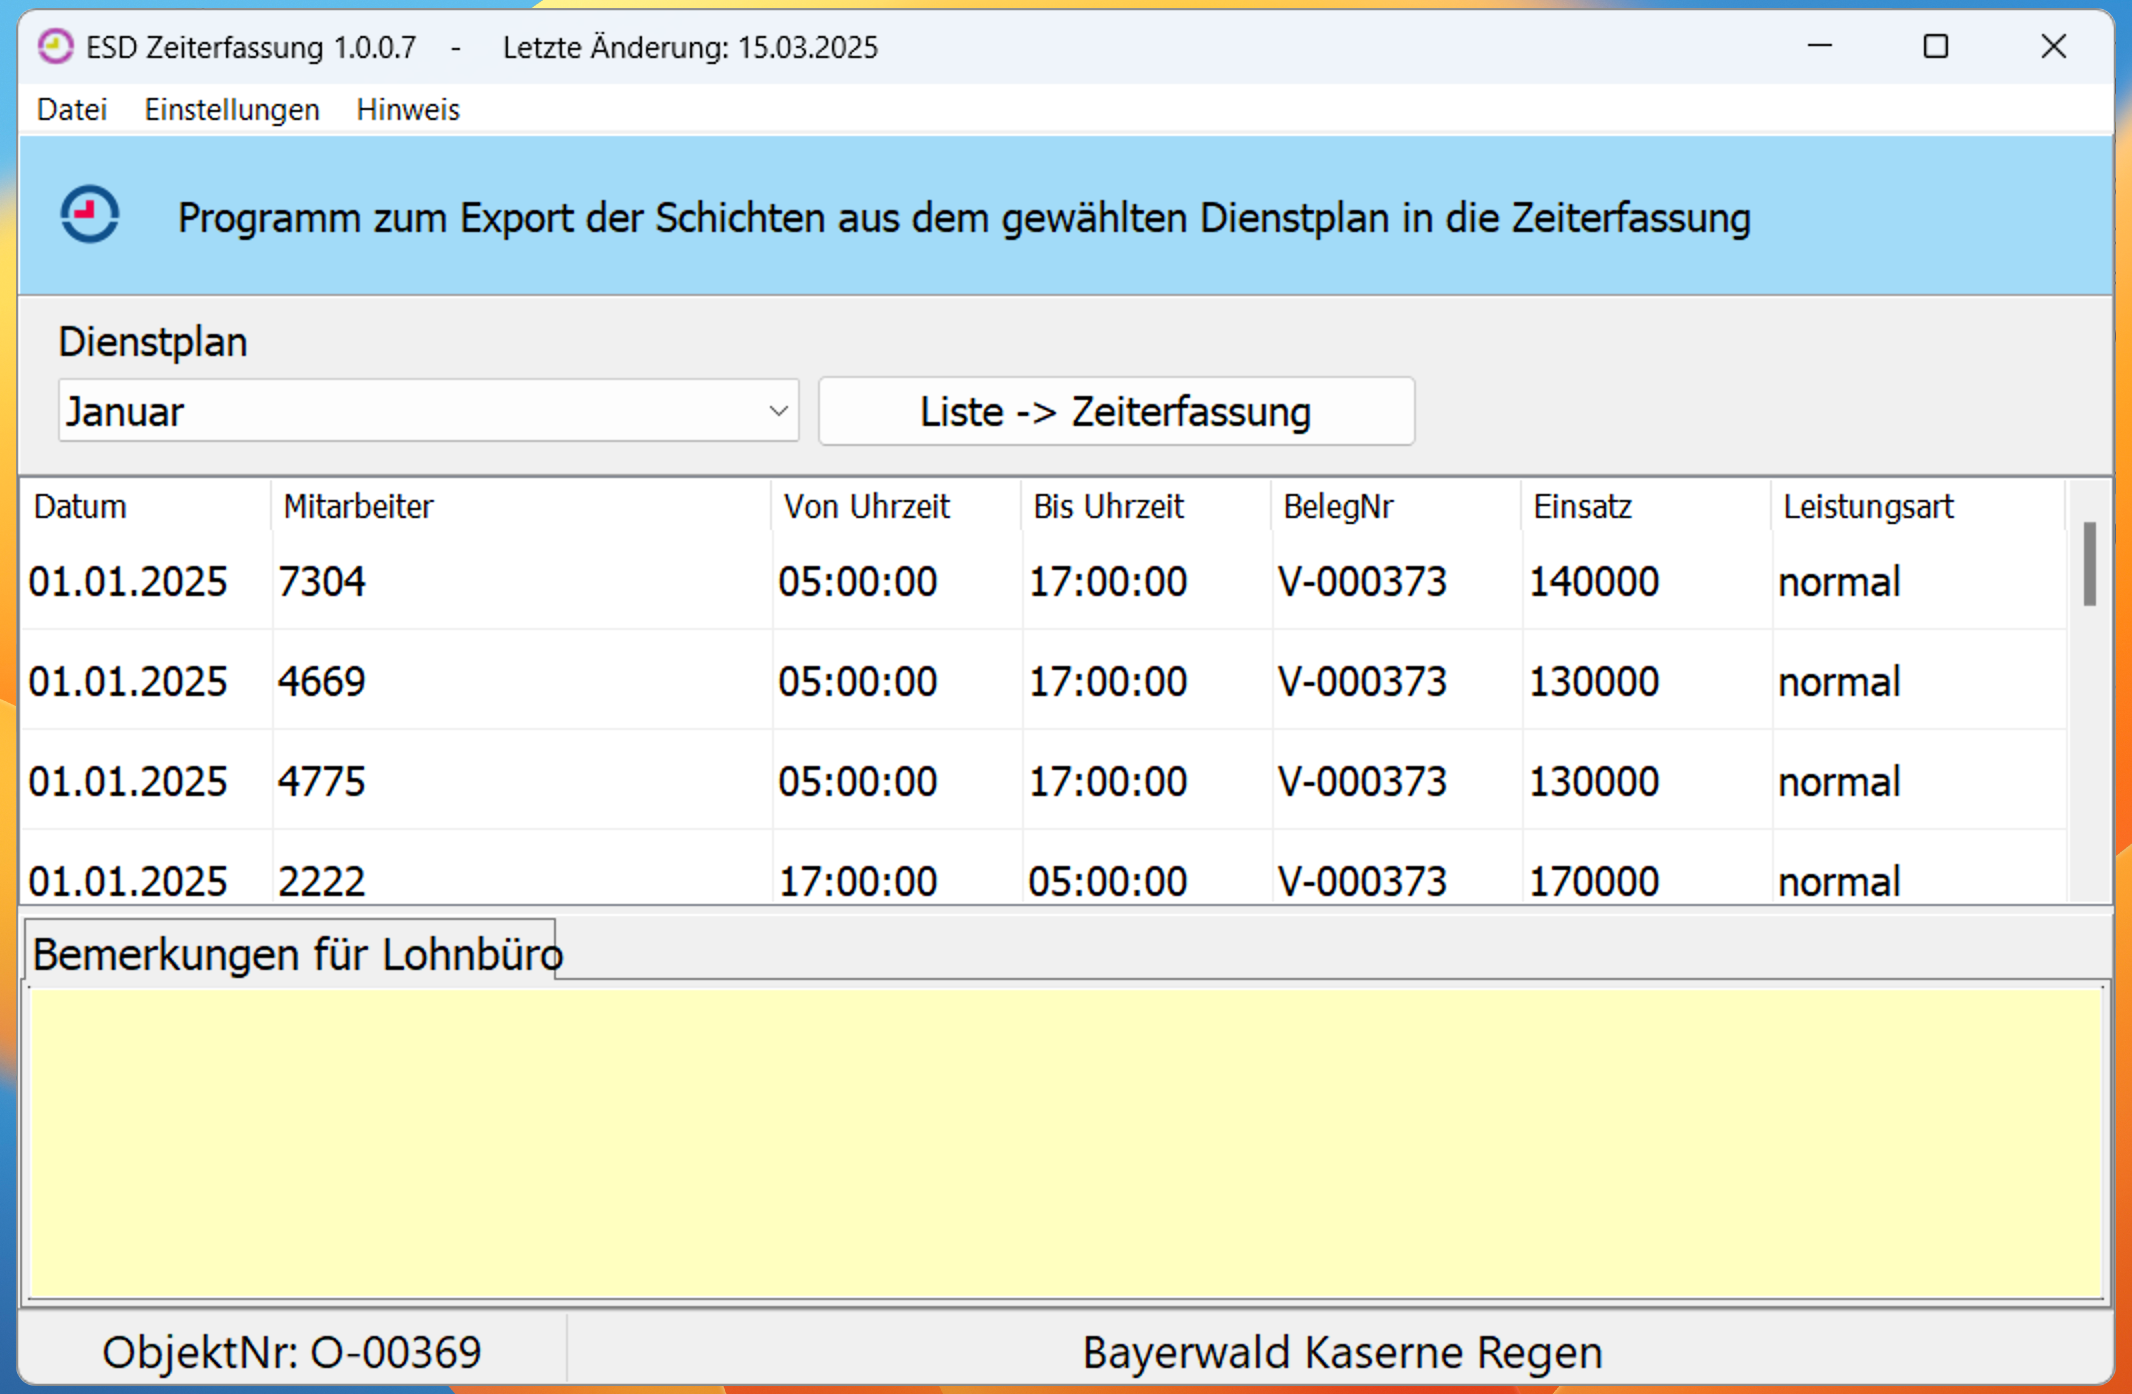 ESD Zeiterfassung 1.0.0.7 - Letzte Änderung: 15.03.2025
Datei Einstellungen Hinweis
Programm zum Export der Schichten aus dem gewählten Dienstplan in die Zeiterfassung
Dienstplan
Januar Liste -> Zeiterfassung
Datum Mitarbeiter Von Uhrzeit Bis Uhrzeit BelegNr Einsatz Leistungsart
01.01.2025 7304 05:00:00 17:00:00 V-000373 140000 normal
01.01.2025 4669 05:00:00 17:00:00 V-000373 130000 normal
01.01.2025 4775 05:00:00 17:00:00 V-000373 130000 normal
01.01.2025 2222 17:00:00 05:00:00 V-000373 170000 normal
Bemerkungen für Lohnbüro
ObjektNr: O-00369 Bayerwald Kaserne Regen